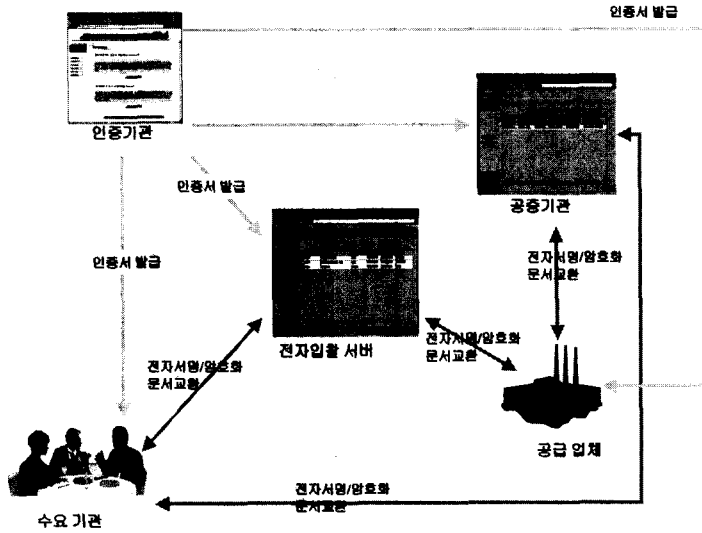 인증서 발급
인증기관
인증서 발급
공증기관
인증서 발급
전자서명/암호화
문서교환
전자입찰 서버
전자서명/암호화
문서교환
전자서명/암호화
문서교환
공급 업체
전자서명/암호화
문서교환
수요 기관